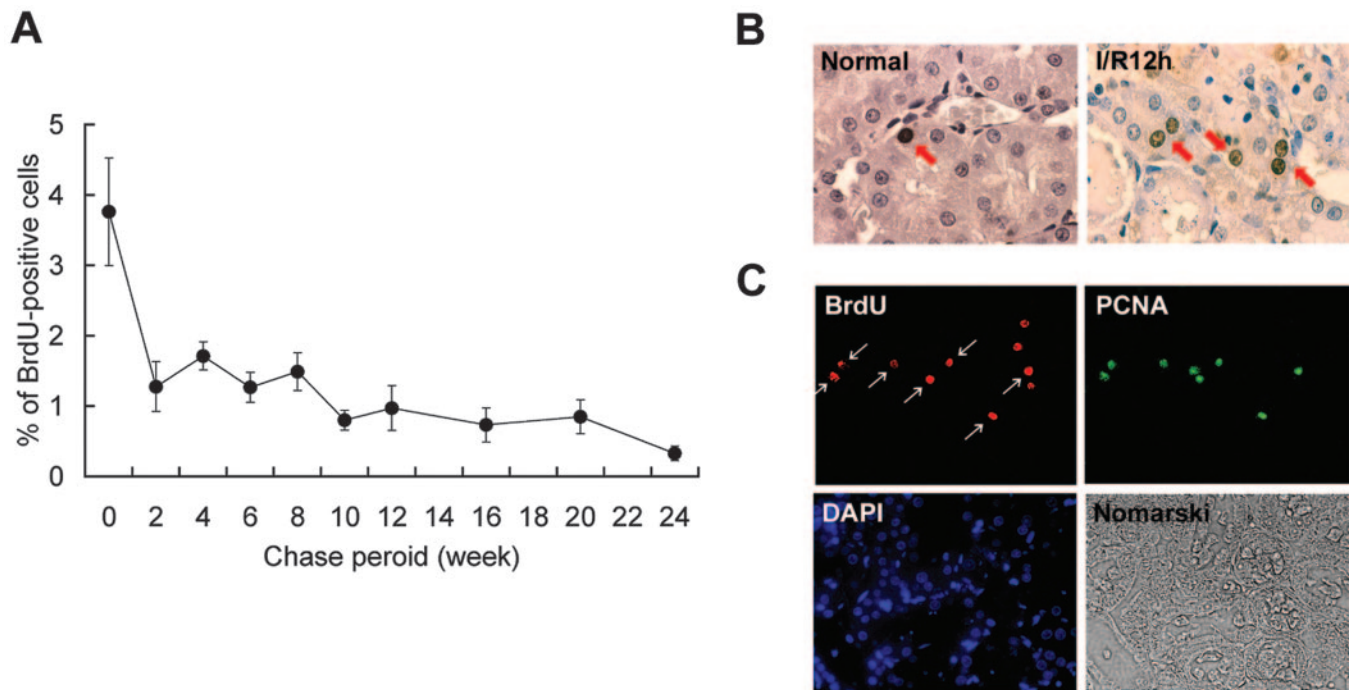 A
% of BrdU-positive cells
5
4
3
2
1
0
0 2 4 6 8 10 12 14 16 18 20 22 24
Chase peroid (week)
B
Normal
I/R12h
C
BrdU
PCNA
DAPI
Nomarski